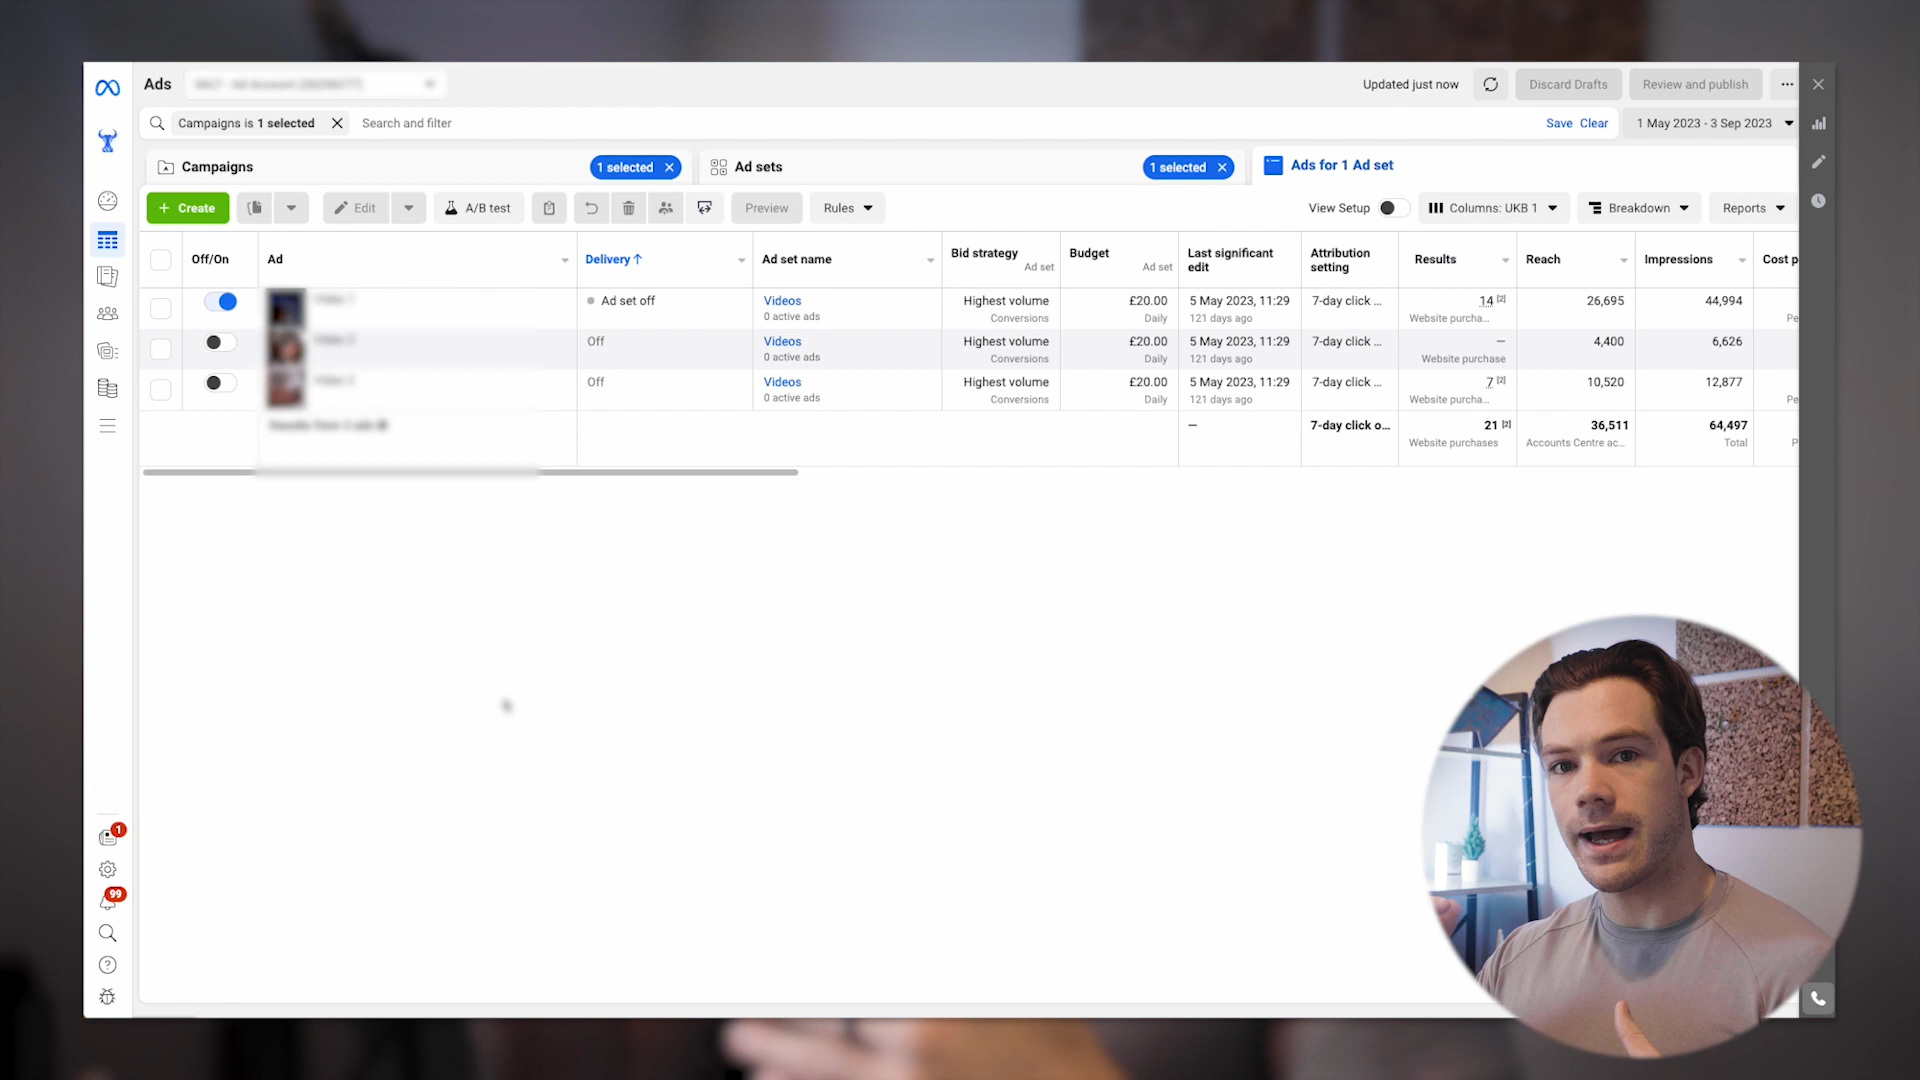 Ads
Updated just now
Discard Drafts
Review and publish
Campaigns is 1 selected
Search and filter
Save
Clear
1 May 2023 - 3 Sep 2023
Campaigns
1 selected
Ad sets
1 selected
Ads for 1 Ad set
+ Create
Edit
A/B test
Preview
Rules
View Setup
Columns: UKB 1
Breakdown
Reports
Off/On
Ad
Delivery ↑
Ad set name
Bid strategy
Ad set
Budget
Ad set
Last significant
edit
Attribution
setting
Results
Reach
Impressions
Cost p
Ad set off
Videos
0 active ads
Highest volume
Conversions
£20.00
Daily
5 May 2023, 11:29
121 days ago
7-day click ...
14 [2]
Website purcha...
26,695
44,994
Pe
Off
Videos
0 active ads
Highest volume
Conversions
£20.00
Daily
5 May 2023, 11:29
121 days ago
7-day click ...
—
Website purchase
4,400
6,626
Off
Videos
0 active ads
Highest volume
Conversions
£20.00
Daily
5 May 2023, 11:29
121 days ago
7-day click ...
7 [2]
Website purcha...
10,520
12,877
Pe
—
7-day click o...
21 [2]
Website purchases
36,511
Accounts Centre ac...
64,497
Total
P
1
99